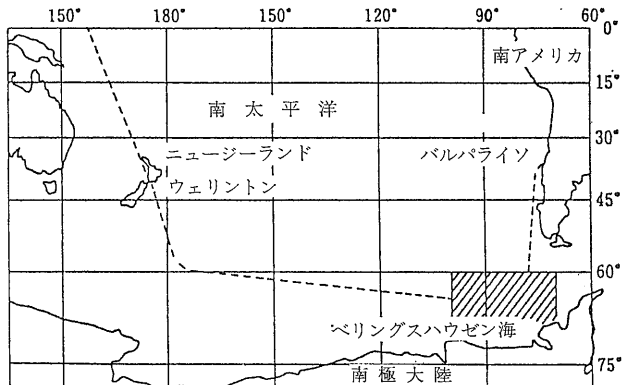 150° 180° 150° 120° 90° 60°
0°
南アメリカ
15°
南太平洋
30°
ニュージーランド
バルパライソ
ウェリントン
45°
60°
ベリングスハウゼン海
南極大陸
75°